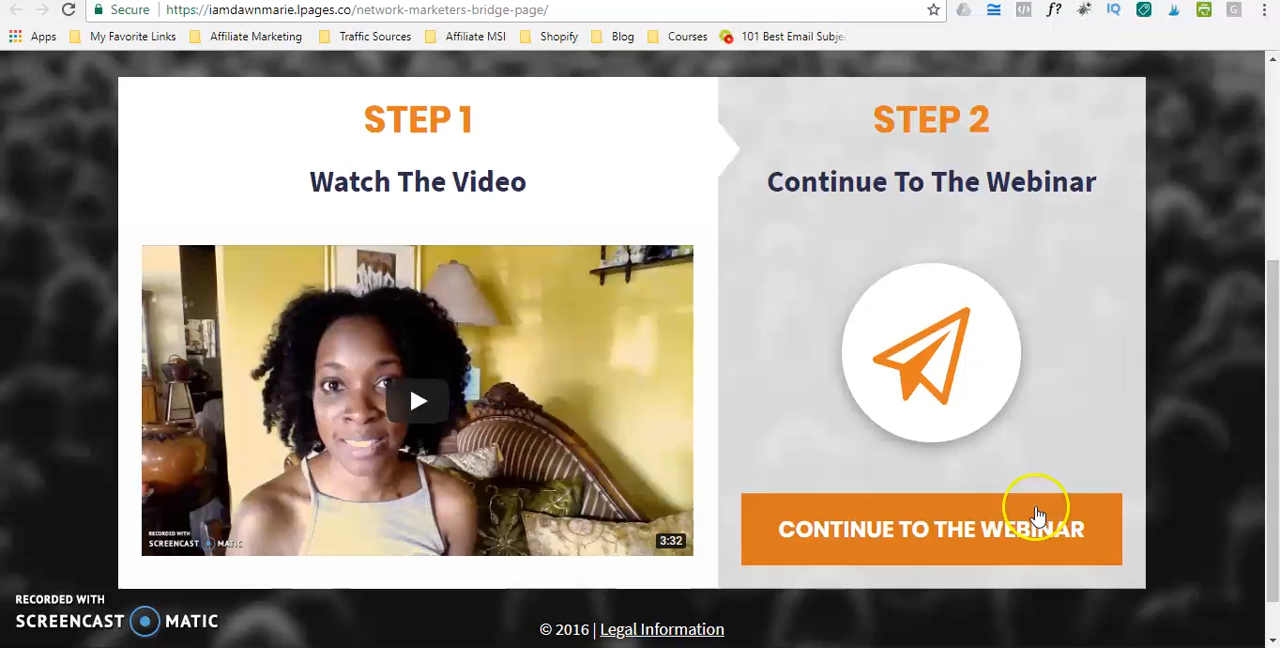 Secure | https://iamdawnmarie.lpages.co/network-marketers-bridge-page/
f?
IQ
G
Apps My Favorite Links Affiliate Marketing Traffic Sources Affiliate MSI Shopify Blog Courses 101 Best Email Subje
STEP 1
Watch The Video
RECORDED WITH
SCREENCAST MATIC
3:32
STEP 2
Continue To The Webinar
CONTINUE TO THE WEBINAR
RECORDED WITH
SCREENCAST MATIC
© 2016 | Legal Information